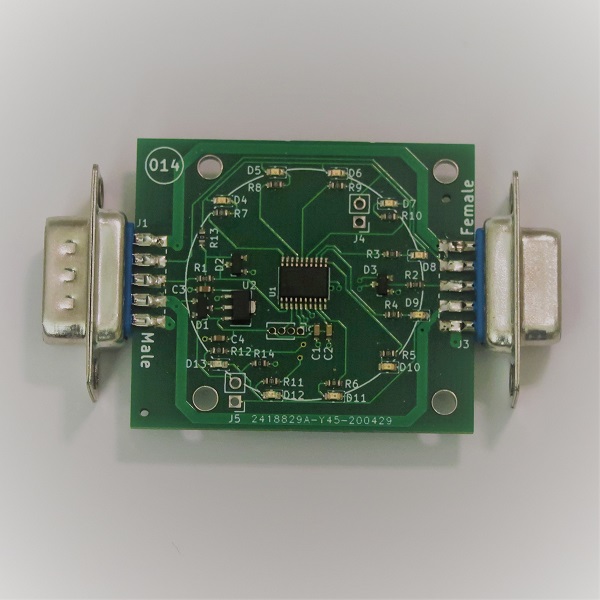 014
D5
D6
R8
R9
Female
D4
R7
D7
R10
J1
R13
J4
D2
R3
D8
R1
U1
D3
R2
C3
D9
R4
D1
J3
Male
C4
R12
C1
C2
R5
D13
R14
D10
R11
R6
D12
D11
J5
2418829A-Y45-200429